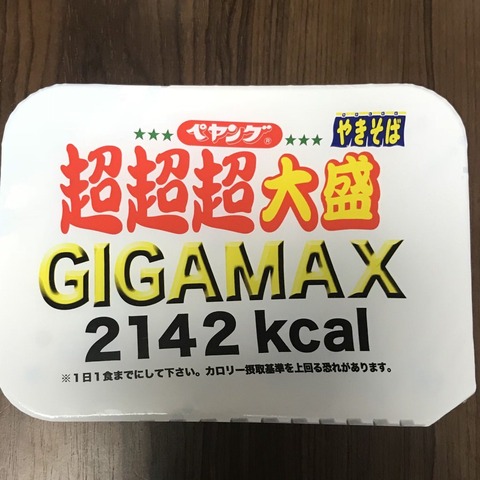 ペヤング®
やきそば
超超超大盛
GIGAMAX
2142 kcal
※1日1食までにして下さい。カロリー摂取基準を上回る恐れがあります。